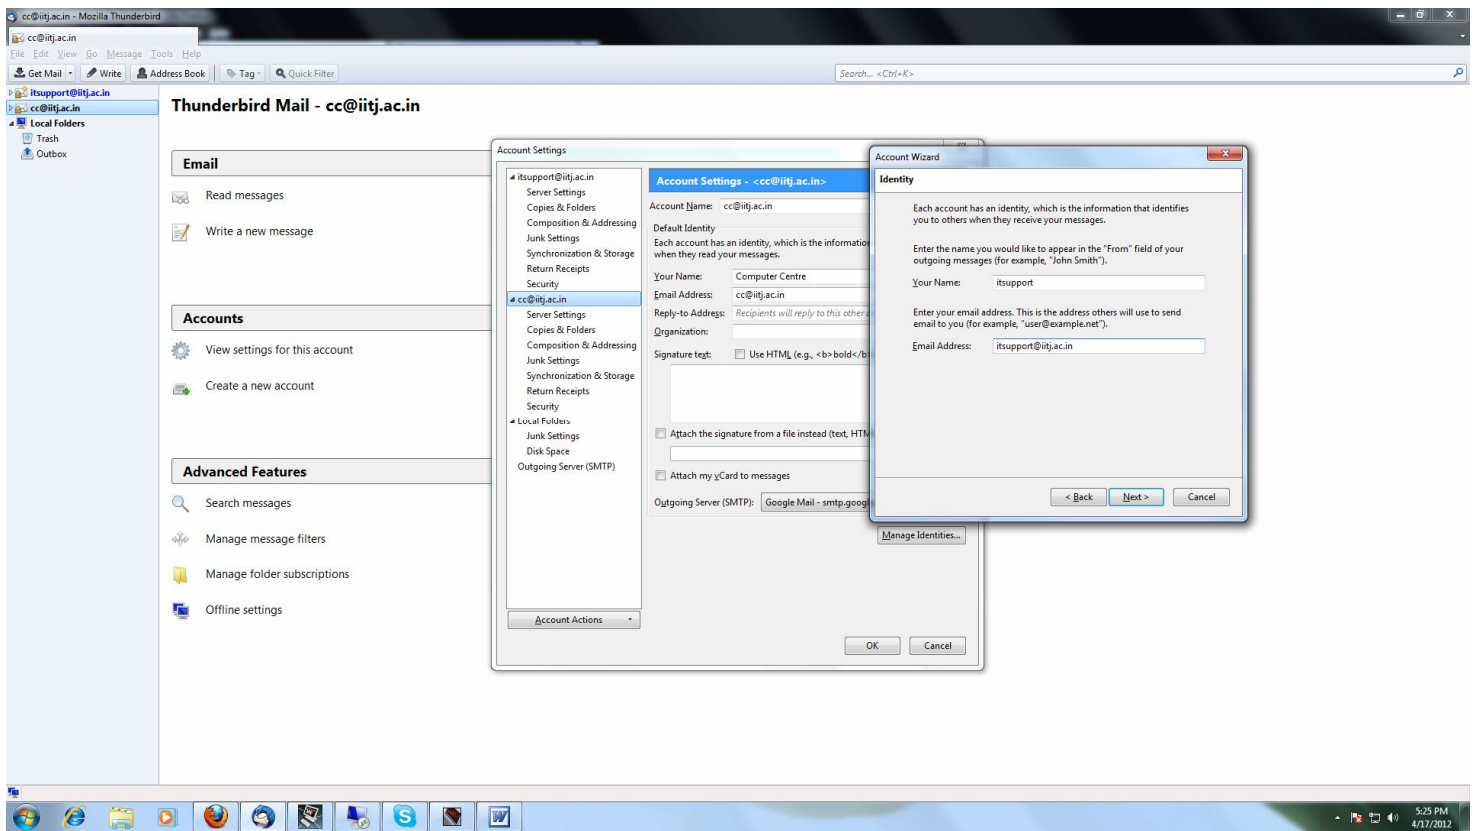 cc@iitj.ac.in - Mozilla Thunderbird
cc@iitj.ac.in
File Edit View Go Message Tools Help
Get Mail Write Address Book Tag Quick Filter Search... <Ctrl+K>
itsupport@iitj.ac.in
cc@iitj.ac.in
Local Folders
Trash
Outbox
Thunderbird Mail - cc@iitj.ac.in
Email
Read messages
Write a new message
Accounts
View settings for this account
Create a new account
Advanced Features
Search messages
Manage message filters
Manage folder subscriptions
Offline settings
Account Settings
itsupport@iitj.ac.in
Server Settings
Copies & Folders
Composition & Addressing
Junk Settings
Synchronization & Storage
Return Receipts
Security
cc@iitj.ac.in
Server Settings
Copies & Folders
Composition & Addressing
Junk Settings
Synchronization & Storage
Return Receipts
Security
Local Folders
Junk Settings
Disk Space
Outgoing Server (SMTP)
Account Actions
Account Settings - <cc@iitj.ac.in>
Account Name: cc@iitj.ac.in
Default Identity
Each account has an identity, which is the information
when they read your messages.
Your Name: Computer Centre
Email Address: cc@iitj.ac.in
Reply-to Address: Recipients will reply to this other
Organization:
Signature text: Use HTML (e.g., <b>bold</b>
Attach the signature from a file instead (text, HTM
Attach my vCard to messages
Outgoing Server (SMTP): Google Mail - smtp.googl
Manage Identities...
OK Cancel
Account Wizard
Identity
Each account has an identity, which is the information that identifies
you to others when they receive your messages.
Enter the name you would like to appear in the "From" field of your
outgoing messages (for example, "John Smith").
Your Name: itsupport
Enter your email address. This is the address others will use to send
email to you (for example, "user@example.net").
Email Address: itsupport@iitj.ac.in
< Back Next > Cancel
5:25 PM
4/17/2012